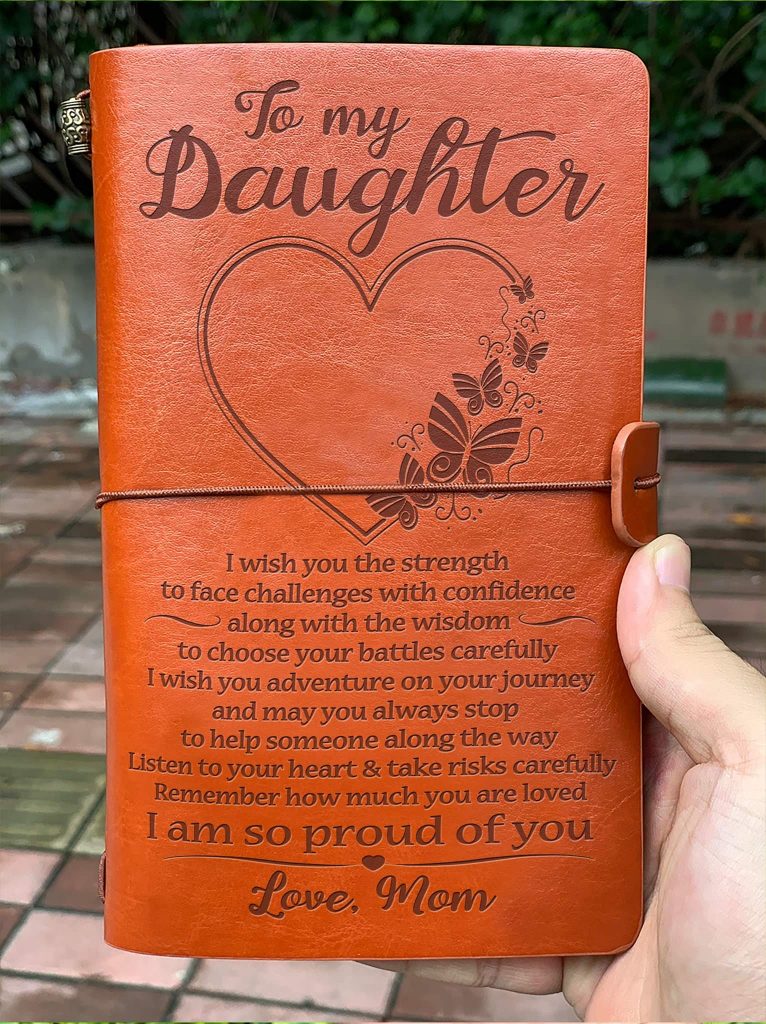 To my
Daughter
I wish you the strength
to face challenges with confidence
along with the wisdom
to choose your battles carefully
I wish you adventure on your journey
and may you always stop
to help someone along the way
Listen to your heart & take risks carefully
Remember how much you are loved
I am so proud of you
Love, Mom